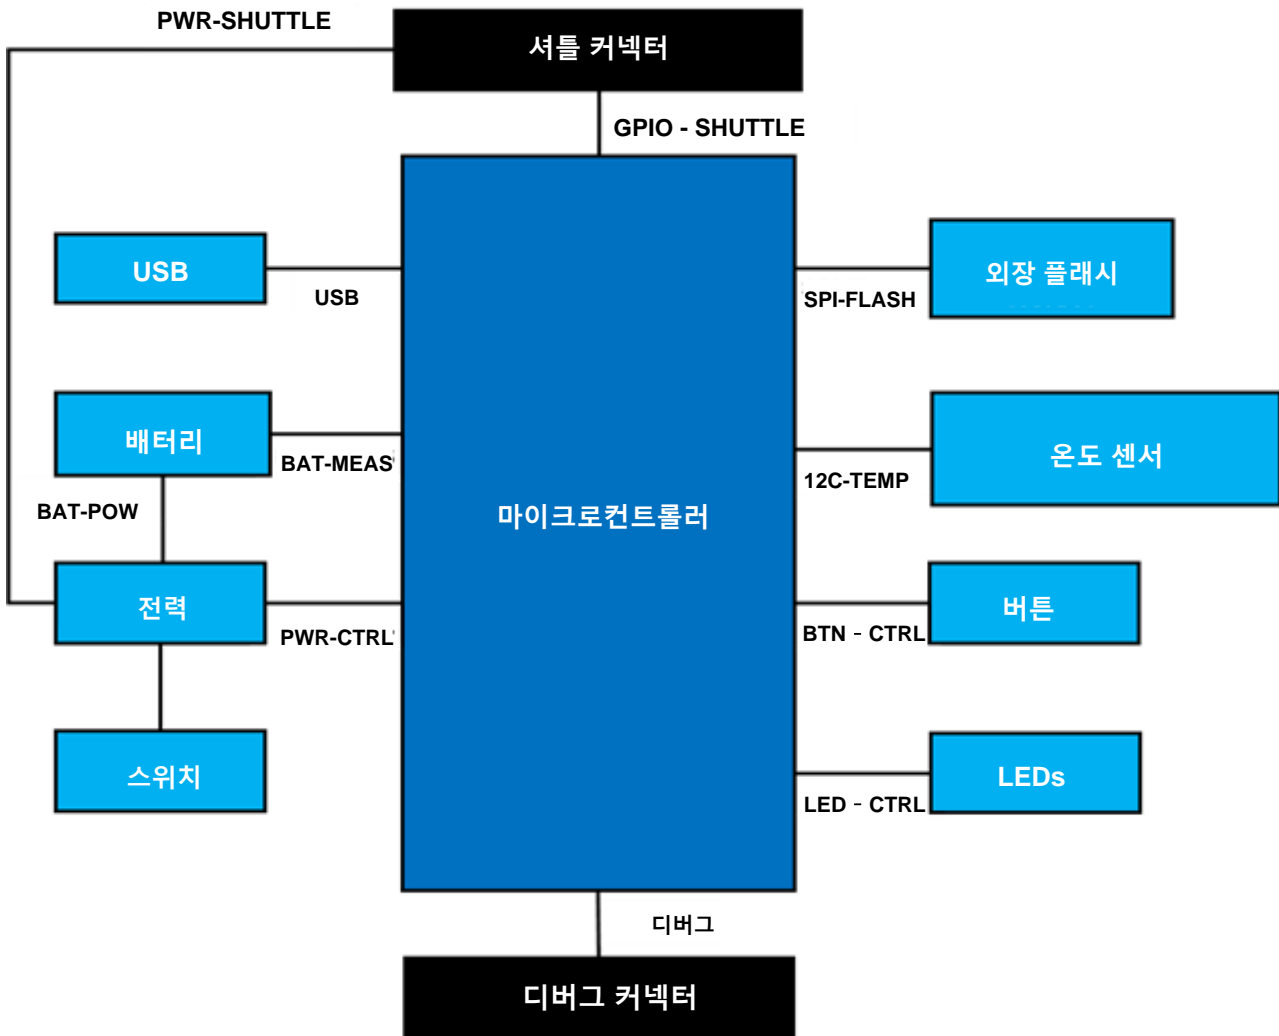 PWR-SHUTTLE
셔틀 커넥터
GPIO - SHUTTLE
USB
USB
외장 플래시
SPI-FLASH
배터리
BAT-MEAS
온도 센서
12C-TEMP
BAT-POW
마이크로컨트롤러
전력
PWR-CTRL
버튼
BTN - CTRL
스위치
LEDs
LED - CTRL
디버그
디버그 커넥터